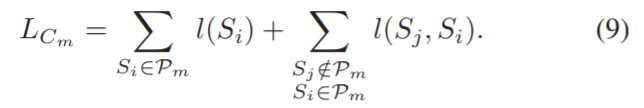 L_{C_m} = \sum_{S_i \in \mathcal{P}_m} l(S_i) + \sum_{\substack{S_j \notin \mathcal{P}_m \\ S_i \in \mathcal{P}_m}} l(S_j, S_i). (9)